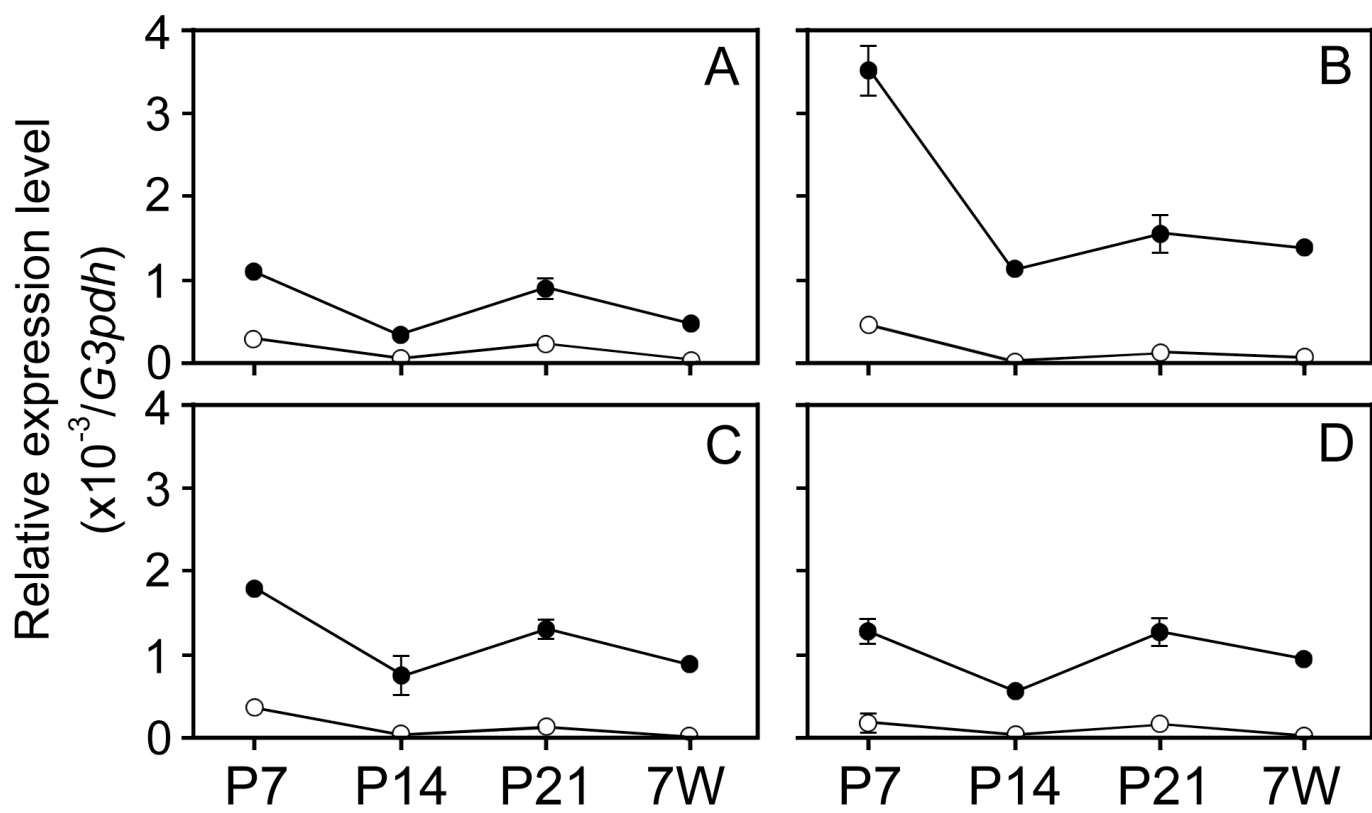 Relative expression level
(x10⁻³/G3pdh)
4
3
2
1
0
A
B
4
3
2
1
0
C
D
P7 P14 P21 7W
P7 P14 P21 7W